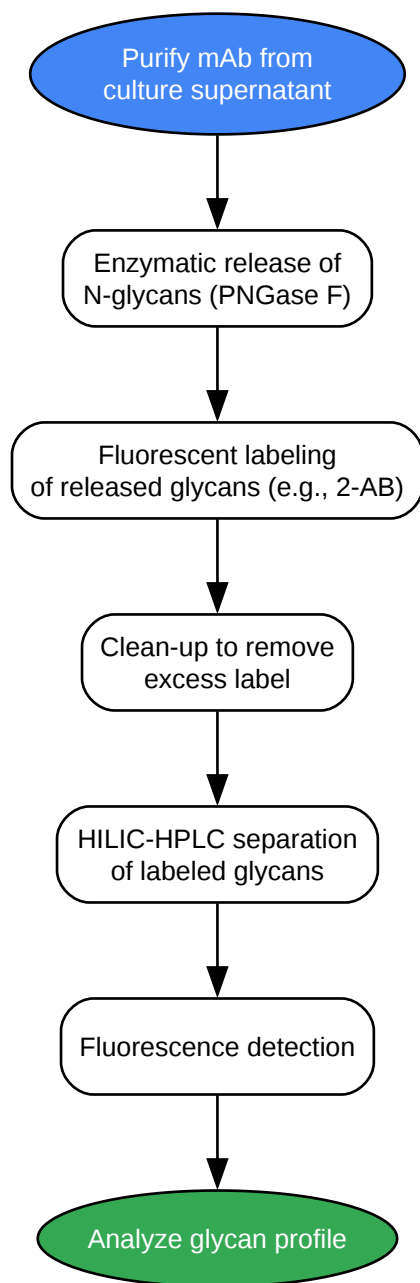 Purify mAb from
culture supernatant
Enzymatic release of
N-glycans (PNGase F)
Fluorescent labeling
of released glycans (e.g., 2-AB)
Clean-up to remove
excess label
HILIC-HPLC separation
of labeled glycans
Fluorescence detection
Analyze glycan profile